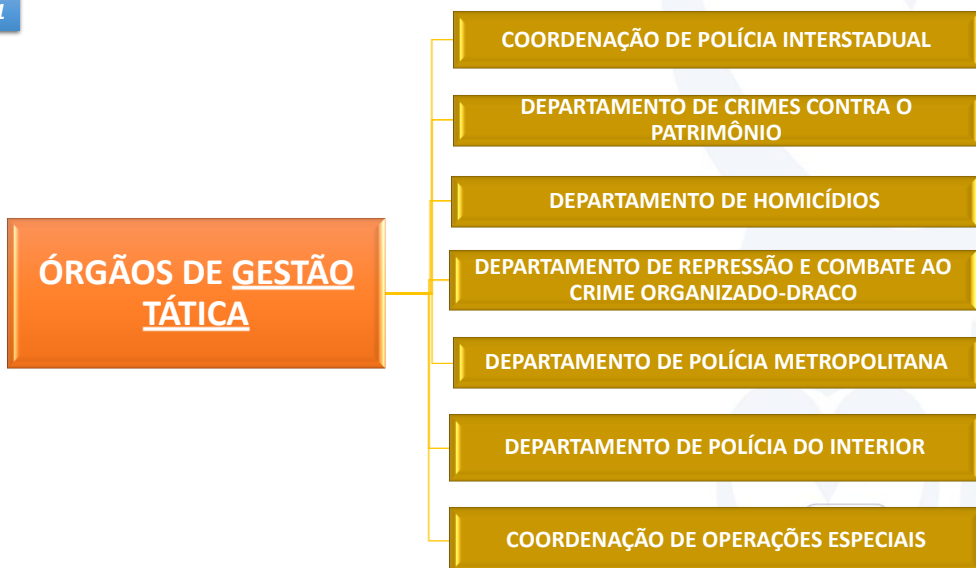 ÓRGÃOS DE GESTÃO
TÁTICA
COORDENAÇÃO DE POLÍCIA INTERSTADUAL
DEPARTAMENTO DE CRIMES CONTRA O
PATRIMÔNIO
DEPARTAMENTO DE HOMICÍDIOS
DEPARTAMENTO DE REPRESSÃO E COMBATE AO
CRIME ORGANIZADO-DRACO
DEPARTAMENTO DE POLÍCIA METROPOLITANA
DEPARTAMENTO DE POLÍCIA DO INTERIOR
COORDENAÇÃO DE OPERAÇÕES ESPECIAIS